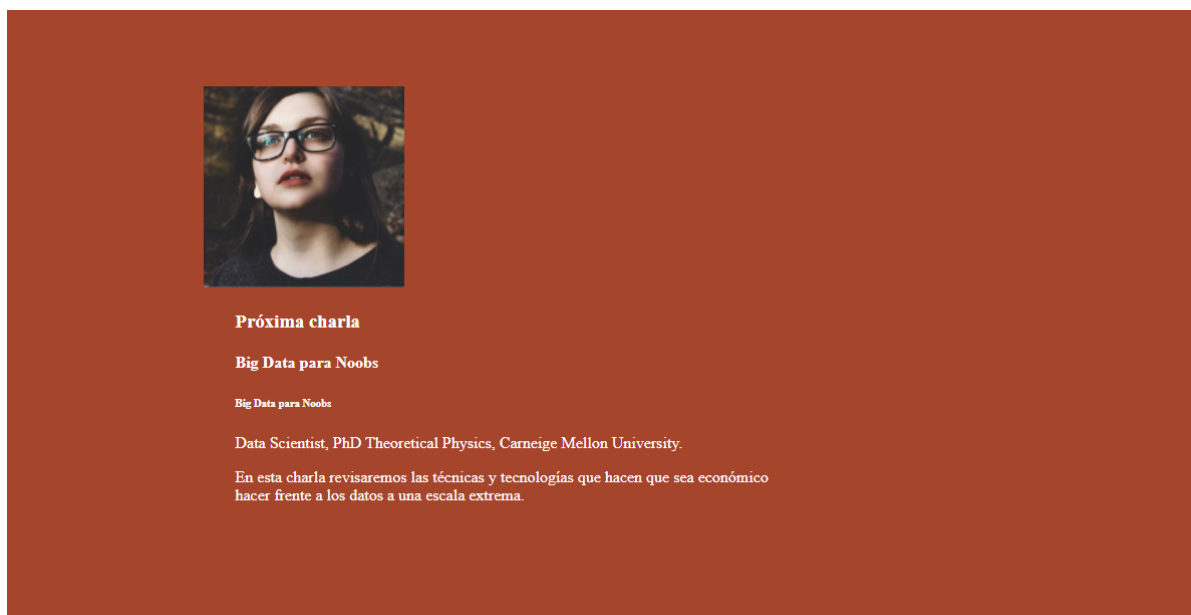 Próxima charla
Big Data para Noobs
Big Data para Noobs
Data Scientist, PhD Theoretical Physics, Carneige Mellon University.
En esta charla revisaremos las técnicas y tecnologías que hacen que sea económico
hacer frente a los datos a una escala extrema.